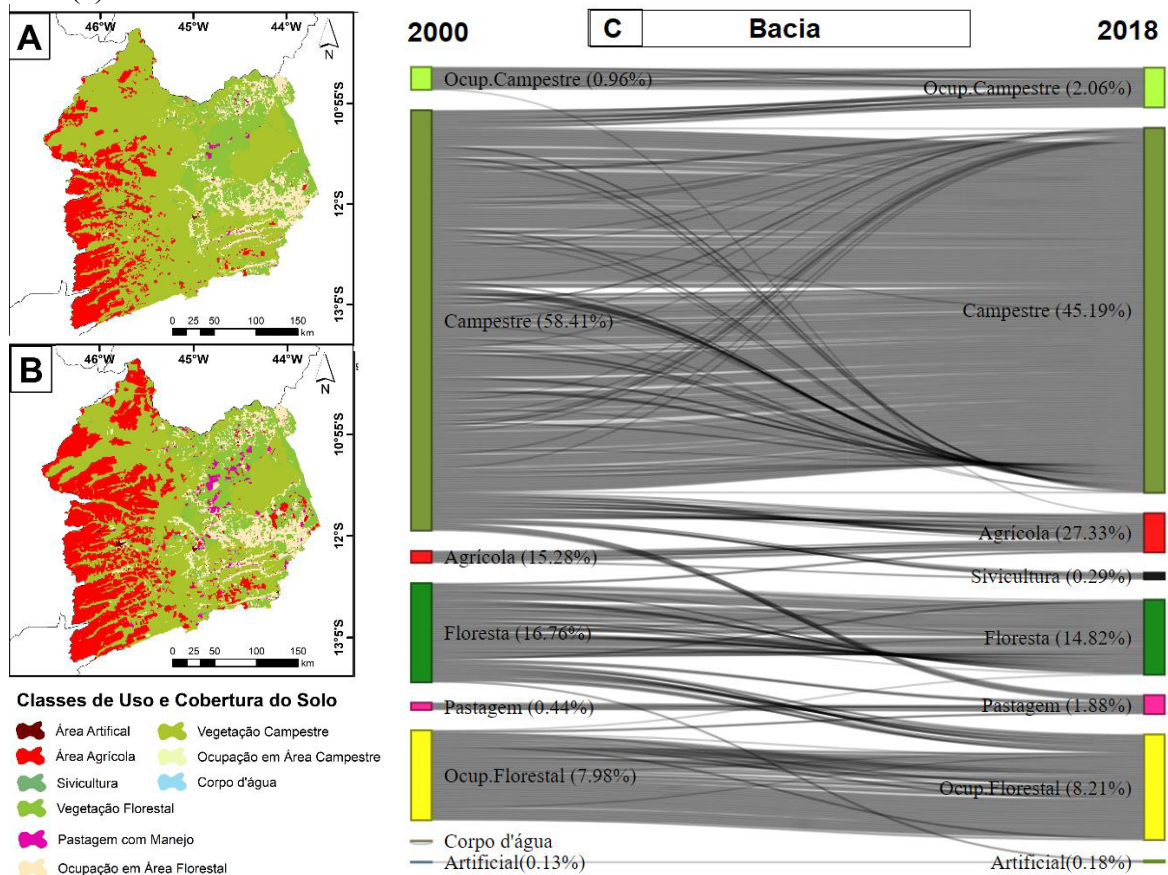 A
46°W 45°W 44°W
N
10°55'S
12°S
13°5'S
0 25 50 100 150
km
B
46°W 45°W 44°W
N
10°55'S
12°S
13°5'S
0 25 50 100 150
km
Classes de Uso e Cobertura do Solo
Área Artifical
Área Agrícola
Sivicultura
Vegetação Florestal
Pastagem com Manejo
Ocupação em Área Florestal
Vegetação Campestre
Ocupação em Área Campestre
Corpo d'água
2000
C
Bacia
2018
Ocup.Campestre (0.96%)
Campestre (58.41%)
Agrícola (15.28%)
Floresta (16.76%)
Pastagem (0.44%)
Ocup.Florestal (7.98%)
Corpo d'água
Artificial(0.13%)
Ocup.Campestre (2.06%)
Campestre (45.19%)
Agrícola (27.33%)
Sivicultura (0.29%)
Floresta (14.82%)
Pastagem (1.88%)
Ocup.Florestal (8.21%)
Artificial(0.18%)